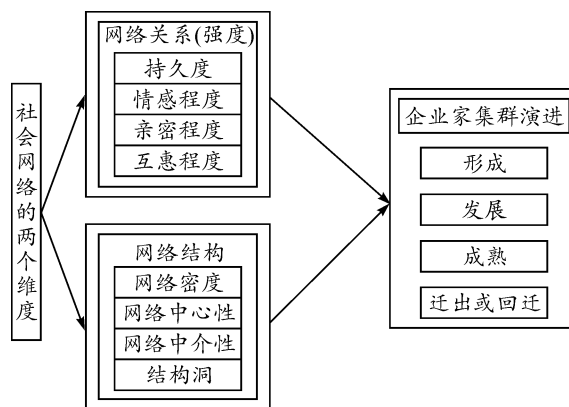 社会网络的两个维度
网络关系(强度)
持久度
情感程度
亲密程度
互惠程度
网络结构
网络密度
网络中心性
网络中介性
结构洞
企业家集群演进
形成
发展
成熟
迁出或回迁